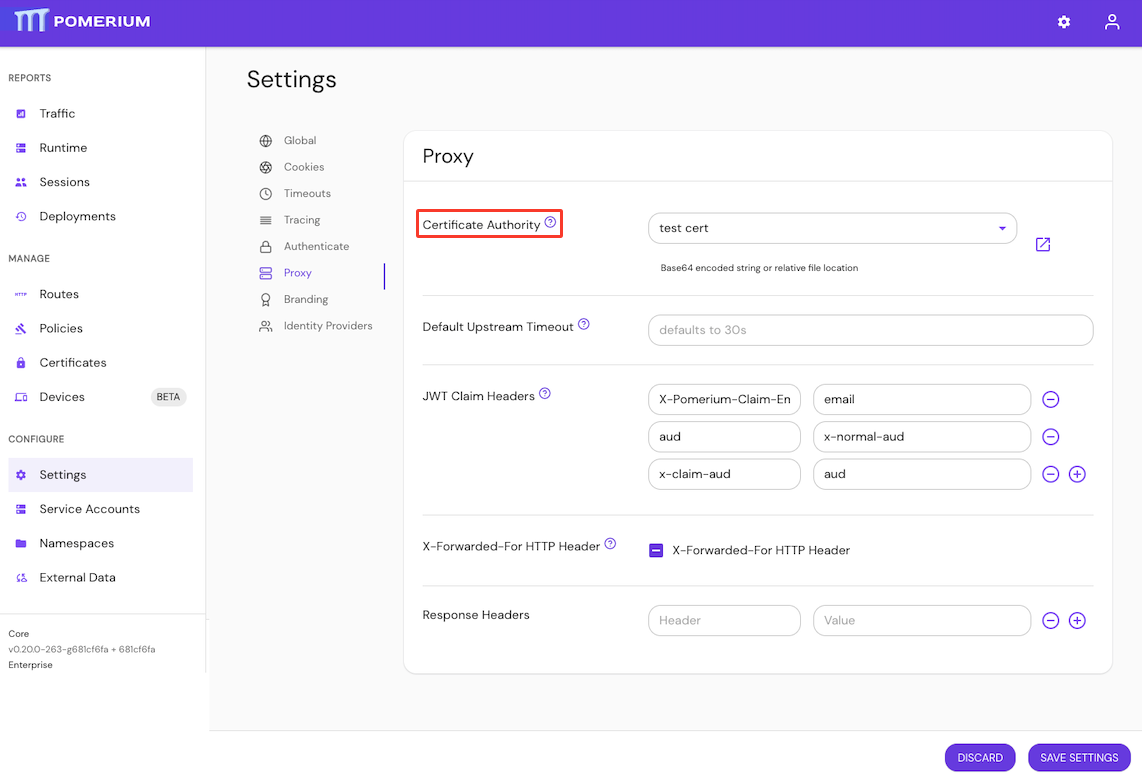 POMERIUM
REPORTS
Traffic
Runtime
Sessions
Deployments
MANAGE
HTTP Routes
Policies
Certificates
Devices BETA
CONFIGURE
Settings
Service Accounts
Namespaces
External Data
Core
v0.20.0-263-g681cf6fa + 681cf6fa
Enterprise
Settings
Global
Cookies
Timeouts
Tracing
Authenticate
Proxy
Branding
Identity Providers
Proxy
Certificate Authority ?
test cert
Base64 encoded string or relative file location
Default Upstream Timeout ?
defaults to 30s
JWT Claim Headers ?
X-Pomerium-Claim-En email
aud x-normal-aud
x-claim-aud aud
X-Forwarded-For HTTP Header ?
X-Forwarded-For HTTP Header
Response Headers
Header Value
DISCARD SAVE SETTINGS